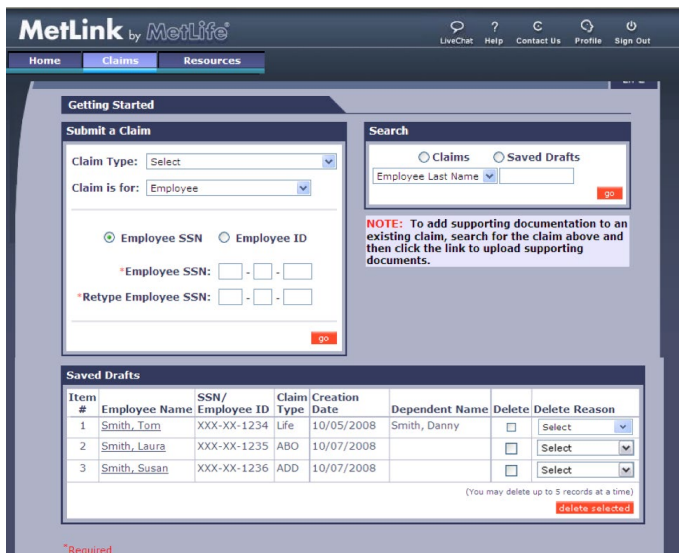 MetLink by MetLife®
LiveChat Help Contact Us Profile Sign Out
Home Claims Resources
Getting Started
Submit a Claim
Claim Type: Select
Claim is for: Employee
Employee SSN Employee ID
*Employee SSN: - -
*Retype Employee SSN: - -
go
Search
Claims Saved Drafts
Employee Last Name
go
NOTE: To add supporting documentation to an
existing claim, search for the claim above and
then click the link to upload supporting
documents.
Saved Drafts
Item # Employee Name SSN/ Employee ID Claim Type Creation Date Dependent Name Delete Delete Reason
1 Smith, Tom XXX-XX-1234 Life 10/05/2008 Smith, Danny Select
2 Smith, Laura XXX-XX-1235 ABO 10/07/2008 Select
3 Smith, Susan XXX-XX-1236 ADD 10/07/2008 Select
(You may delete up to 5 records at a time)
delete selected
*Required